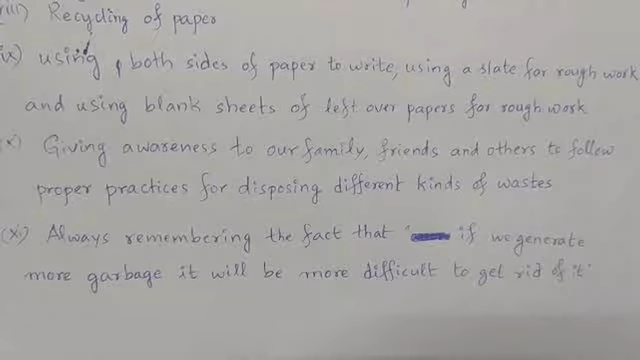 viii) Recycling of paper
ix) using both sides of paper to write, using a slate for rough work
and using blank sheets of left over papers for rough work
(x) Giving awareness to our family, friends and others to follow
proper practices for disposing different kinds of wastes
(xi) Always remembering the fact that 'if we generate
more garbage it will be more difficult to get rid of it'